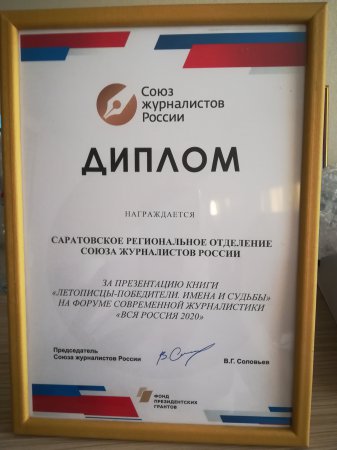 Союз
журналистов
России
ДИПЛОМ
НАГРАЖДАЕТСЯ
САРАТОВСКОЕ РЕГИОНАЛЬНОЕ ОТДЕЛЕНИЕ
СОЮЗА ЖУРНАЛИСТОВ РОССИИ
ЗА ПРЕЗЕНТАЦИЮ КНИГИ
«ЛЕТОПИСЦЫ-ПОБЕДИТЕЛИ. ИМЕНА И СУДЬБЫ»
НА ФОРУМЕ СОВРЕМЕННОЙ ЖУРНАЛИСТИКИ
«ВСЯ РОССИЯ 2020»
Председатель
Союза журналистов России
В.Г. Соловьев
ФОНД
ПРЕЗИДЕНТСКИХ
ГРАНТОВ